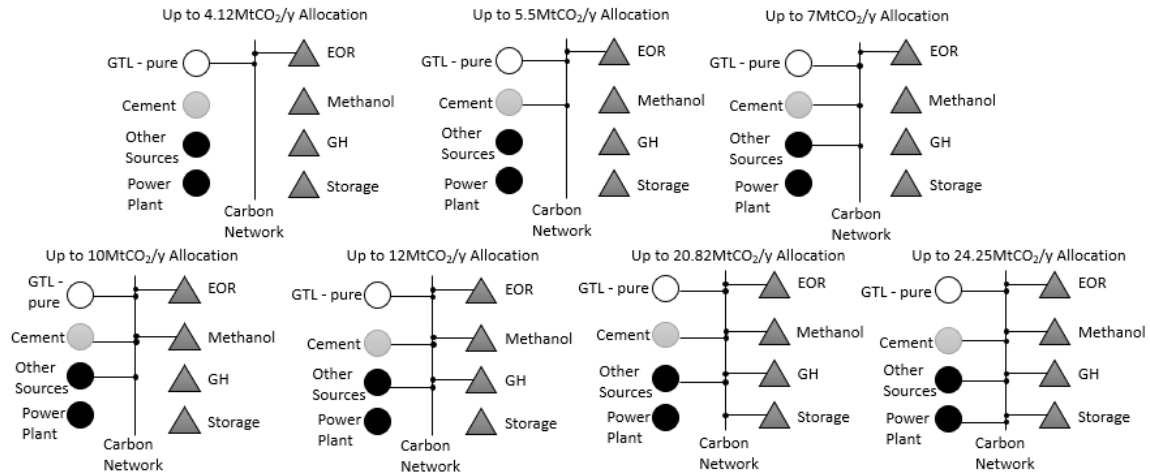 Up to 4.12MtCO₂/y Allocation
GTL - pure
EOR
Cement
Methanol
Other
Sources
GH
Power
Plant
Storage
Carbon
Network
Up to 5.5MtCO₂/y Allocation
GTL - pure
EOR
Cement
Methanol
Other
Sources
GH
Power
Plant
Storage
Carbon
Network
Up to 7MtCO₂/y Allocation
GTL - pure
EOR
Cement
Methanol
Other
Sources
GH
Power
Plant
Storage
Carbon
Network
Up to 10MtCO₂/y Allocation
GTL -
pure
EOR
Cement
Methanol
Other
Sources
GH
Power
Plant
Storage
Carbon
Network
Up to 12MtCO₂/y Allocation
GTL - pure
EOR
Cement
Methanol
Other
Sources
GH
Power
Plant
Storage
Carbon
Network
Up to 20.82MtCO₂/y Allocation
GTL - pure
EOR
Cement
Methanol
Other
Sources
GH
Power
Plant
Storage
Carbon
Network
Up to 24.25MtCO₂/y Allocation
GTL - pure
EOR
Cement
Methanol
Other
Sources
GH
Power
Plant
Storage
Carbon
Network